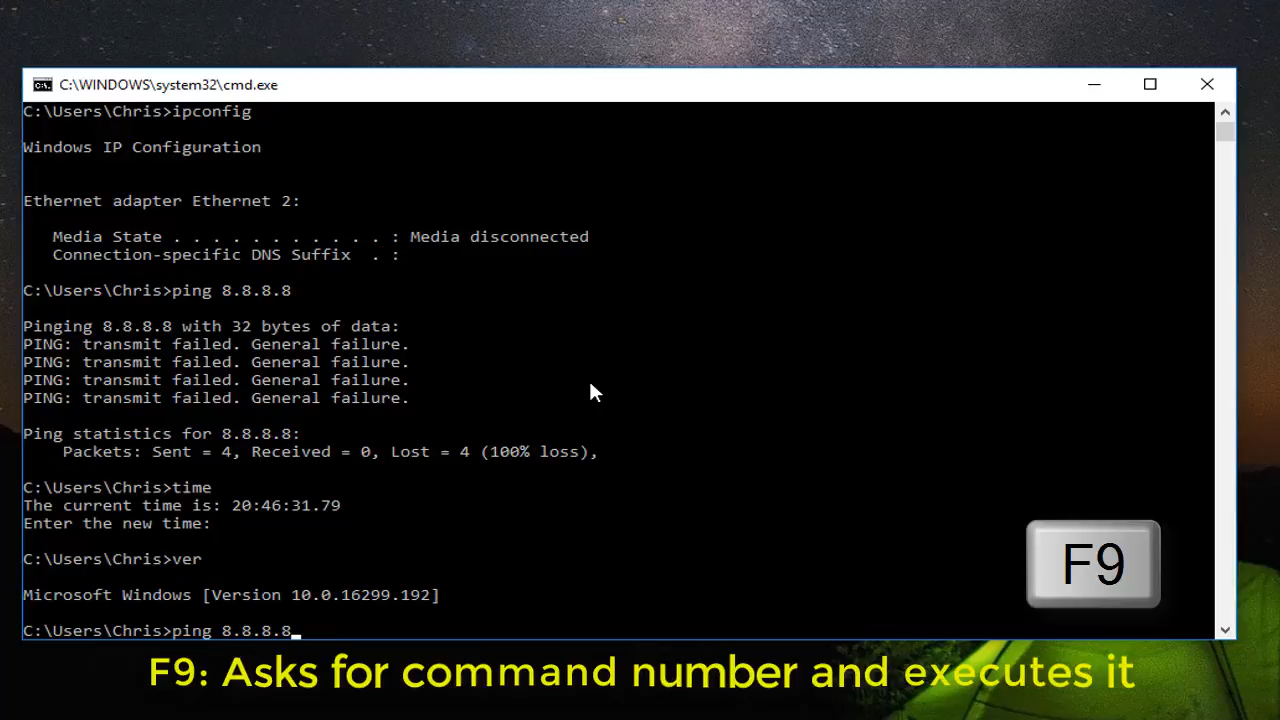 C:\WINDOWS\system32\cmd.exe
C:\Users\Chris>ipconfig
Windows IP Configuration
Ethernet adapter Ethernet 2:
Media State . . . . . . . . . . . : Media disconnected
Connection-specific DNS Suffix  . :
C:\Users\Chris>ping 8.8.8.8
Pinging 8.8.8.8 with 32 bytes of data:
PING: transmit failed. General failure.
PING: transmit failed. General failure.
PING: transmit failed. General failure.
PING: transmit failed. General failure.
Ping statistics for 8.8.8.8:
Packets: Sent = 4, Received = 0, Lost = 4 (100% loss),
C:\Users\Chris>time
The current time is: 20:46:31.79
Enter the new time:
C:\Users\Chris>ver
Microsoft Windows [Version 10.0.16299.192]
C:\Users\Chris>ping 8.8.8.8
F9
F9: Asks for command number and executes it